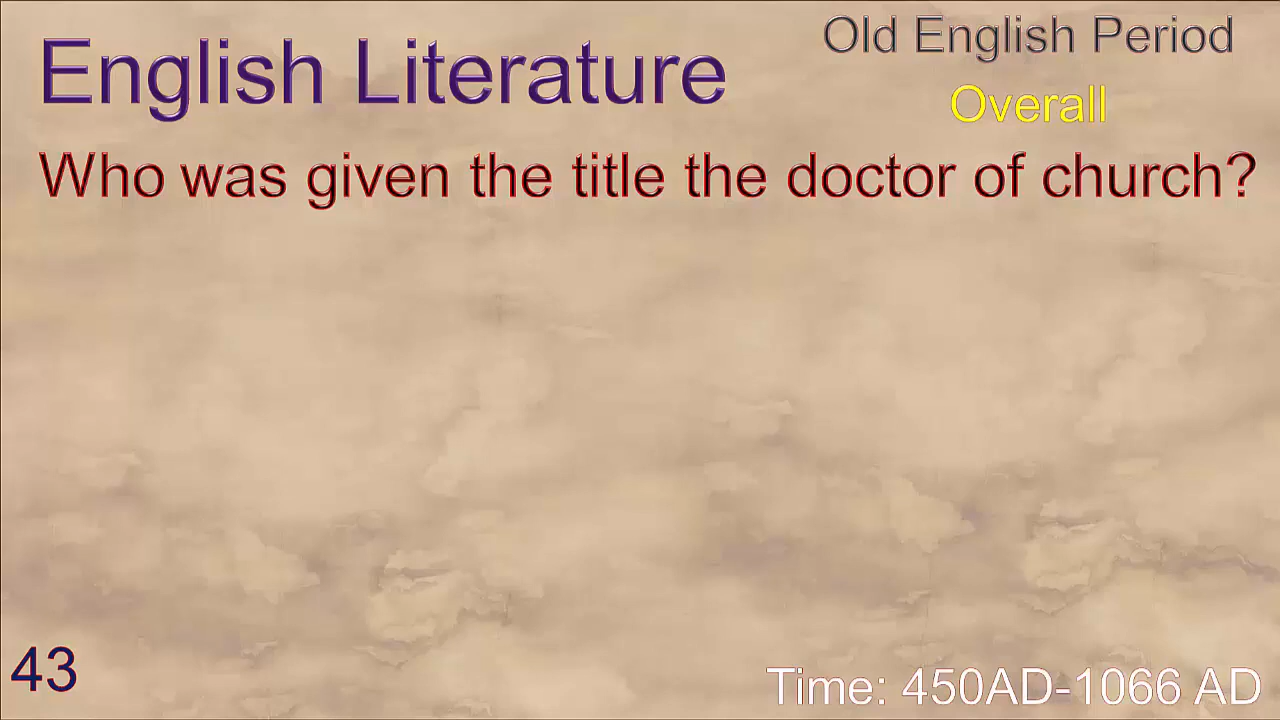 English Literature
Old English Period
Overall
Who was given the title the doctor of church?
43
Time: 450AD-1066 AD